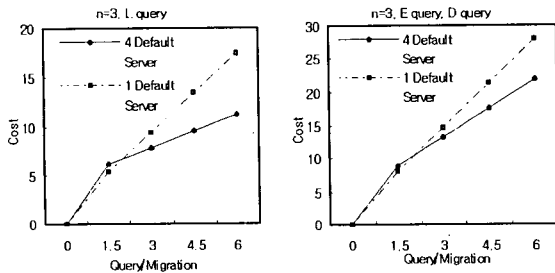 n=3, L query
20
15
10
5
0
Cost
4 Default
Server
1 Default
Server
0 1.5 3 4.5 6
Query/Migration
n=3, E query, D query
30
25
20
15
10
5
0
Cost
4 Default
Server
1 Default
Server
0 1.5 3 4.5 6
Query/Migration